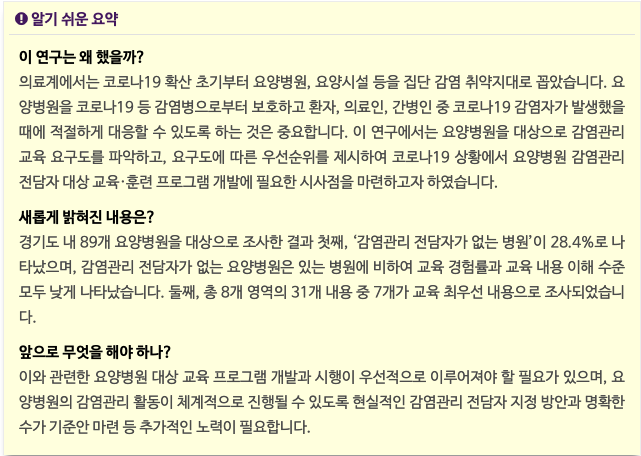 알기 쉬운 요약
이 연구는 왜 했을까?
의료계에서는 코로나19 확산 초기부터 요양병원, 요양시설 등을 집단 감염 취약지대로 꼽았습니다. 요
양병원을 코로나19 등 감염병으로부터 보호하고 환자, 의료인, 간병인 중 코로나19 감염자가 발생했을
때에 적절하게 대응할 수 있도록 하는 것은 중요합니다. 이 연구에서는 요양병원을 대상으로 감염관리
교육 요구도를 파악하고, 요구도에 따른 우선순위를 제시하여 코로나19 상황에서 요양병원 감염관리
전담자 대상 교육·훈련 프로그램 개발에 필요한 시사점을 마련하고자 하였습니다.
새롭게 밝혀진 내용은?
경기도 내 89개 요양병원을 대상으로 조사한 결과 첫째, ‘감염관리 전담자가 없는 병원’이 28.4%로 나
타났으며, 감염관리 전담자가 없는 요양병원은 있는 병원에 비하여 교육 경험률과 교육 내용 이해 수준
모두 낮게 나타났습니다. 둘째, 총 8개 영역의 31개 내용 중 7개가 교육 최우선 내용으로 조사되었습니
다.
앞으로 무엇을 해야 하나?
이와 관련한 요양병원 대상 교육 프로그램 개발과 시행이 우선적으로 이루어져야 할 필요가 있으며, 요
양병원의 감염관리 활동이 체계적으로 진행될 수 있도록 현실적인 감염관리 전담자 지정 방안과 명확한
수가 기준안 마련 등 추가적인 노력이 필요합니다.